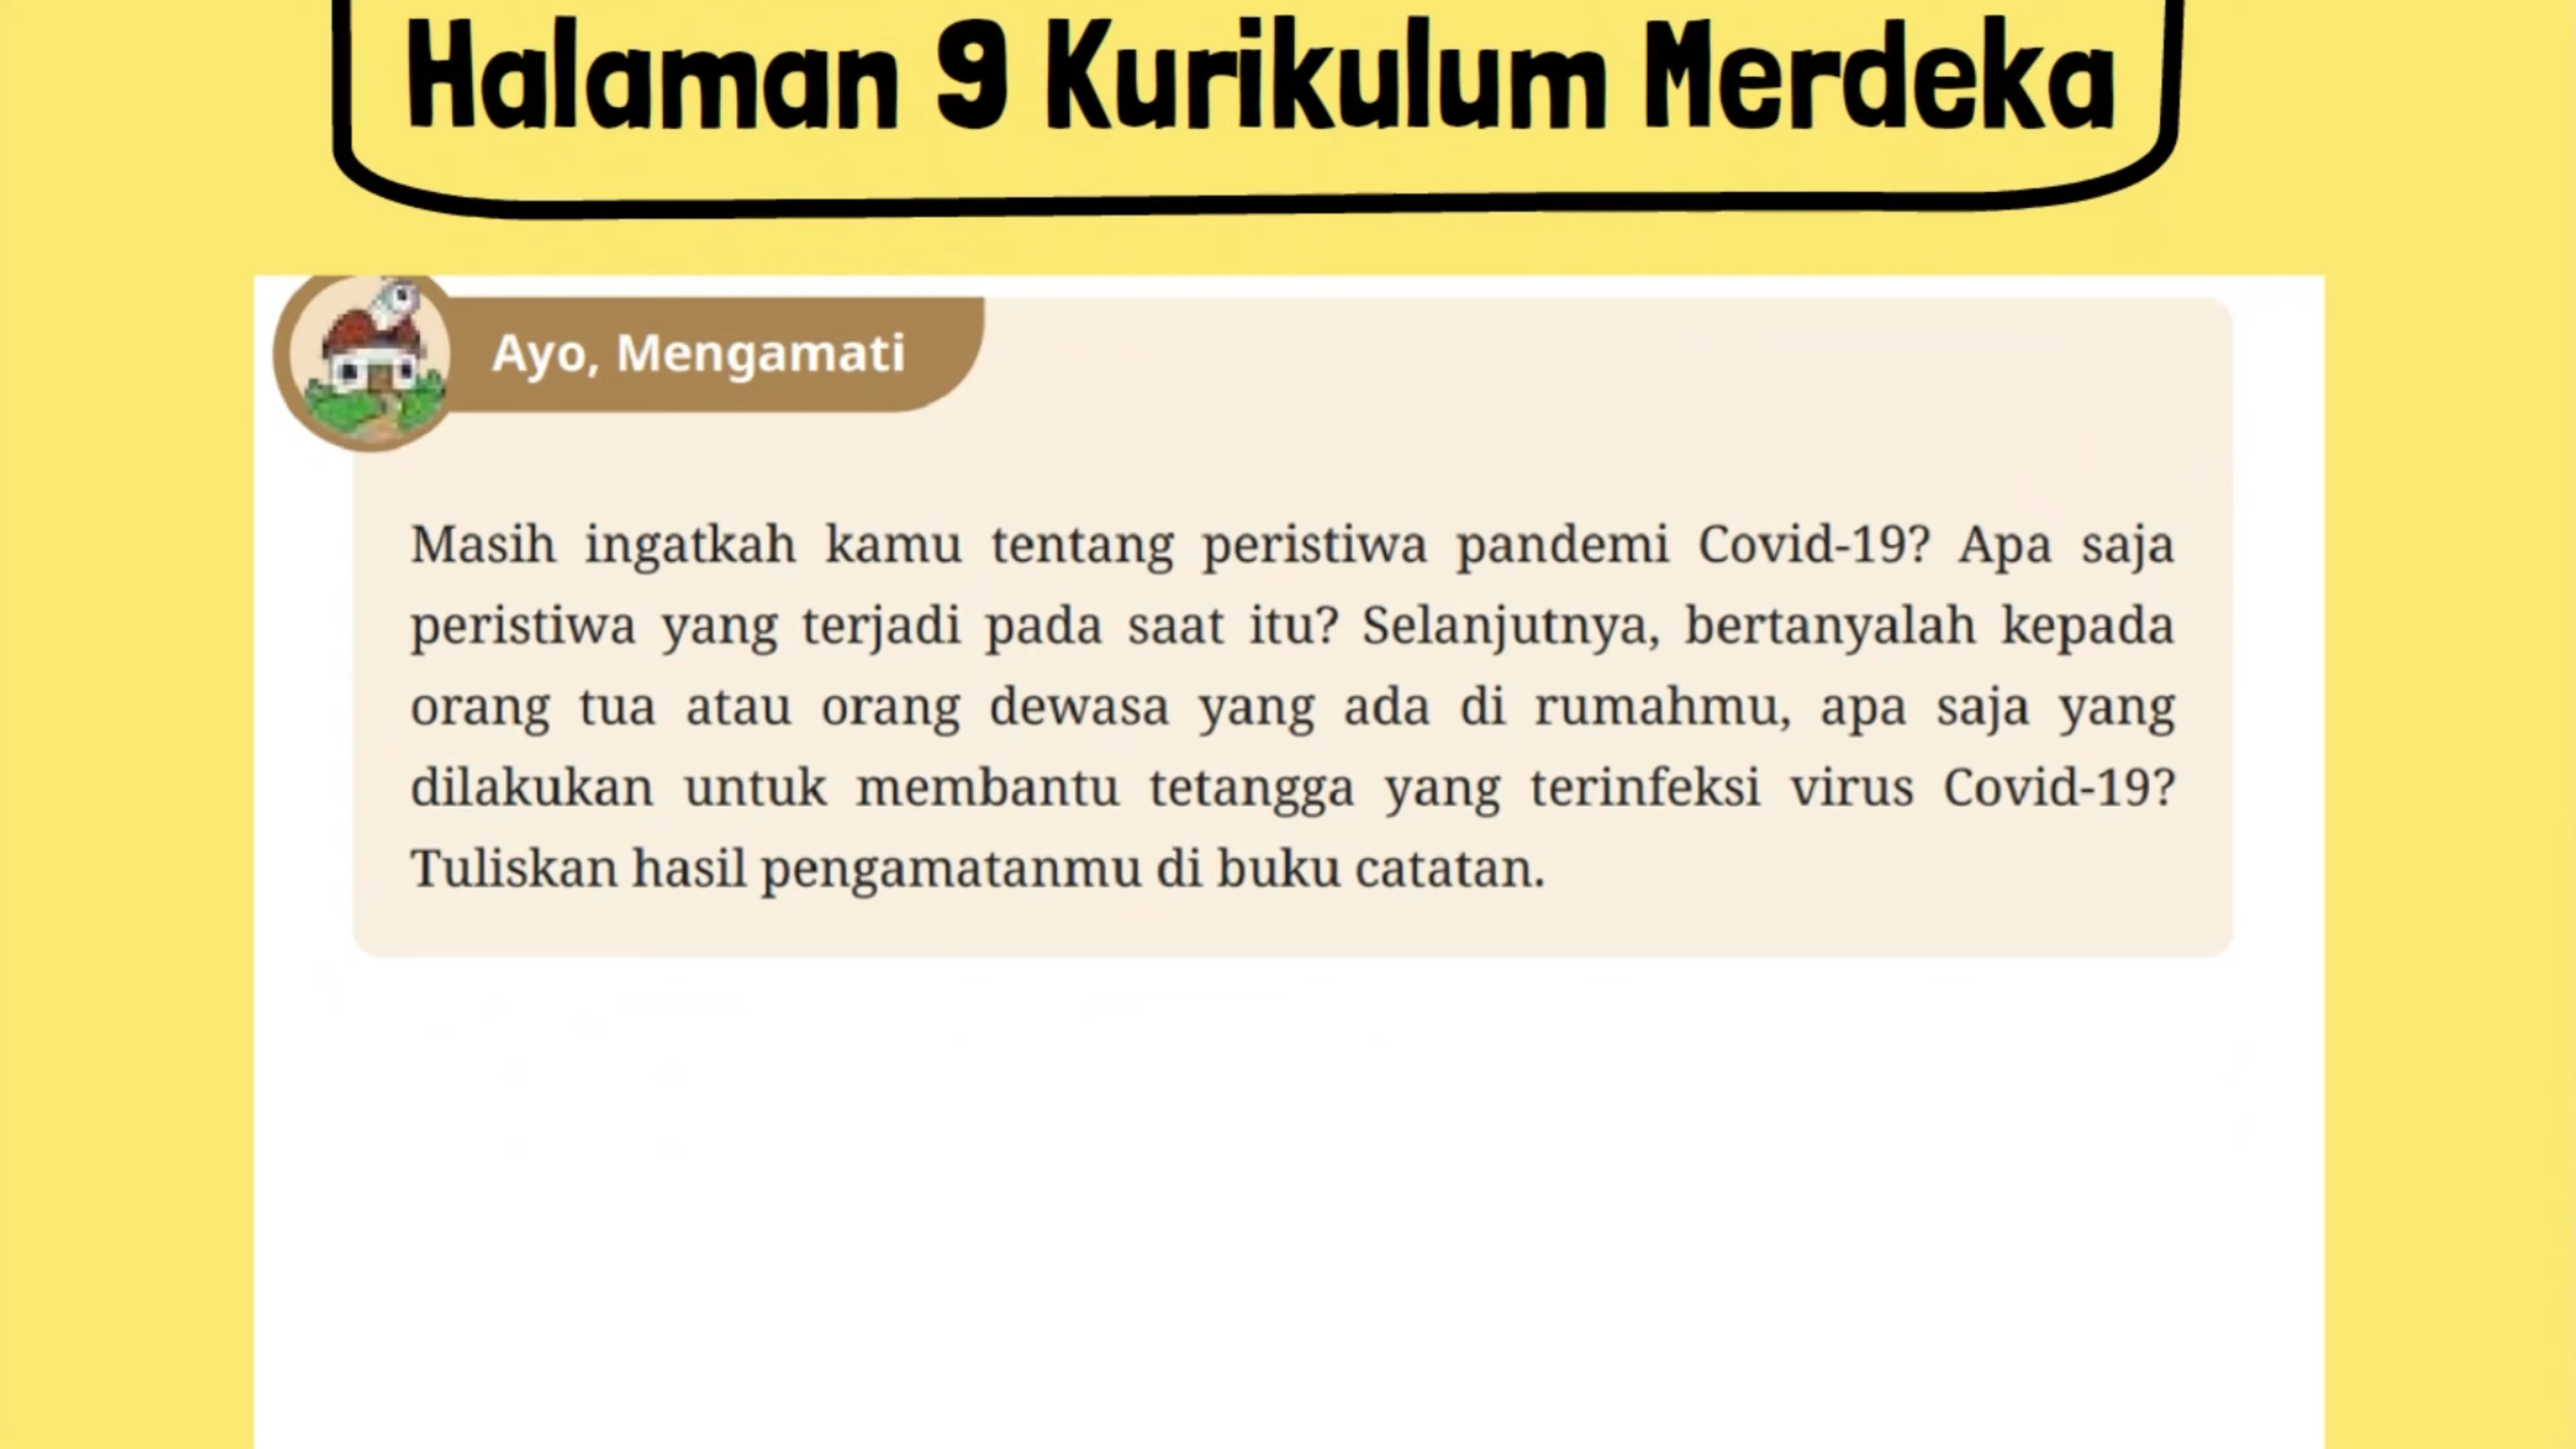 Halaman 9 Kurikulum Merdeka
Ayo, Mengamati
Masih ingatkah kamu tentang peristiwa pandemi Covid-19? Apa saja
peristiwa yang terjadi pada saat itu? Selanjutnya, bertanyalah kepada
orang tua atau orang dewasa yang ada di rumahmu, apa saja yang
dilakukan untuk membantu tetangga yang terinfeksi virus Covid-19?
Tuliskan hasil pengamatanmu di buku catatan.